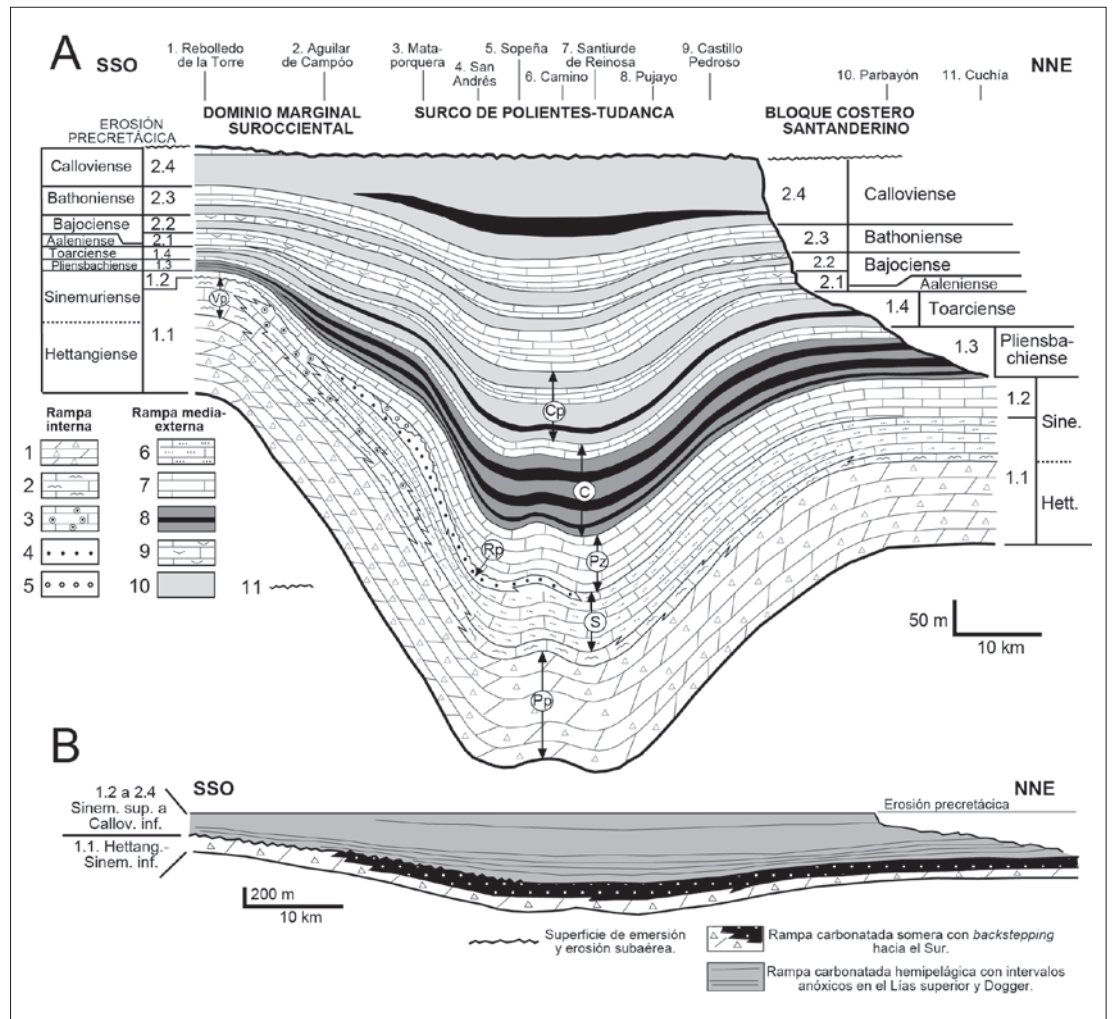 A
SSO
1. Rebolledo
de la Torre
2. Aguilar
de Campóo
3. Mata-
porquera
4. San
Andrés
5. Sopeña
6. Camino
7. Santiurde
de Reinosa
8. Pujayo
9. Castillo
Pedroso
10. Parbayón
11. Cuchía
NNE
DOMINIO MARGINAL
SUROCCIDENTAL
SURCO DE POLIENTES-TUDANCA
BLOQUE COSTERO
SANTANDERINO
EROSIÓN
PRECRETÁCICA
Calloviense 2.4
Bathoniense 2.3
Bajociense 2.2
Aaleniense 2.1
Toarciense 1.4
Pliensbachiense 1.3
1.2
Sinemuriense
1.1
Hettangiense
2.4 Calloviense
2.3 Bathoniense
2.2 Bajociense
2.1 Aaleniense
1.4 Toarciense
1.3 Pliensba-
chiense
1.2
Sine.
1.1
Hett.
Vp
Cp
C
Rp
Pz
S
Pp
Rampa
interna
Rampa media-
externa
1
2
3
4
5
6
7
8
9
10
11
50 m
10 km
B
SSO
NNE
1.2 a 2.4
Sinem. sup. a
Callov. inf.
1.1. Hettang.-
Sinem. inf.
Erosión precretácica
200 m
10 km
Superficie de emersión
y erosión subaérea.
Rampa carbonatada somera con backstepping
hacia el Sur.
Rampa carbonatada hemipelágica con intervalos
anóxicos en el Lías superior y Dogger.